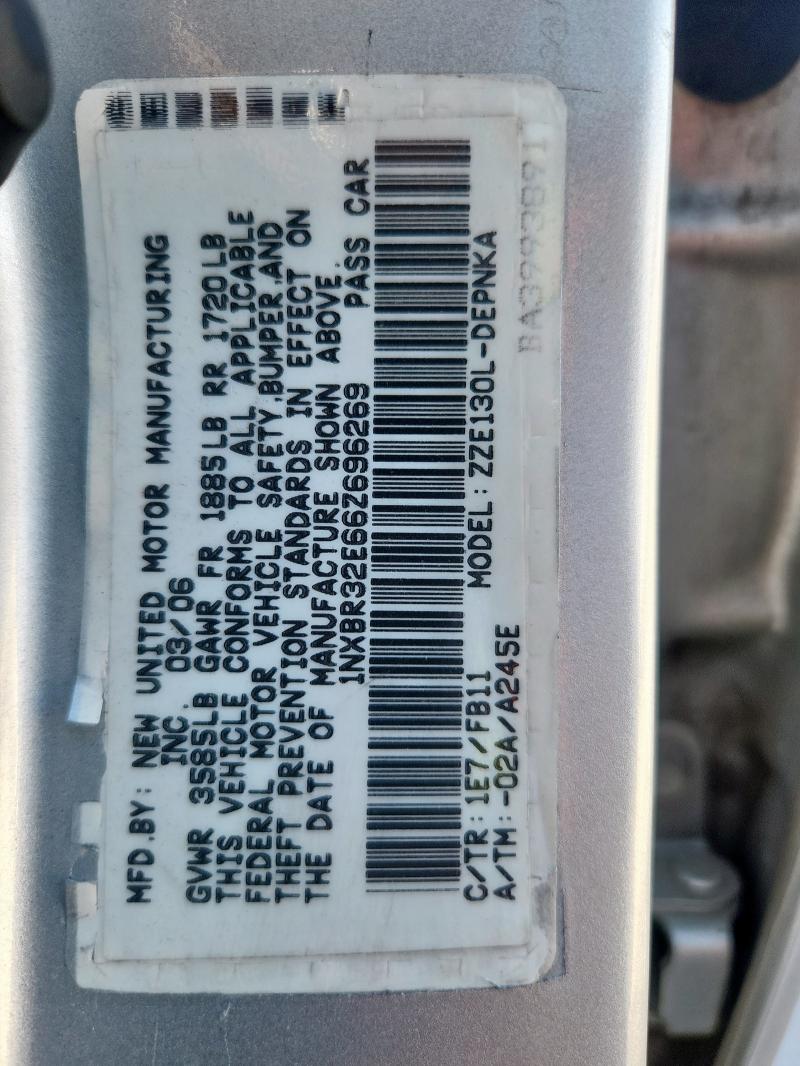 MFD.BY: NEW UNITED MOTOR MANUFACTURING
INC. 03/06
GVWR 3585LB GAWR FR 1885LB RR 1720LB
THIS VEHICLE CONFORMS TO ALL APPLICABLE
FEDERAL MOTOR VEHICLE SAFETY,BUMPER,AND
THEFT PREVENTION STANDARDS IN EFFECT ON
THE DATE OF MANUFACTURE SHOWN ABOVE.
1NXBR32E66Z696269 PASS CAR
C/TR: 1E7/FB11 MODEL: ZZE130L-DEPNKA
A/TM:-02A/A245E
BA3993891